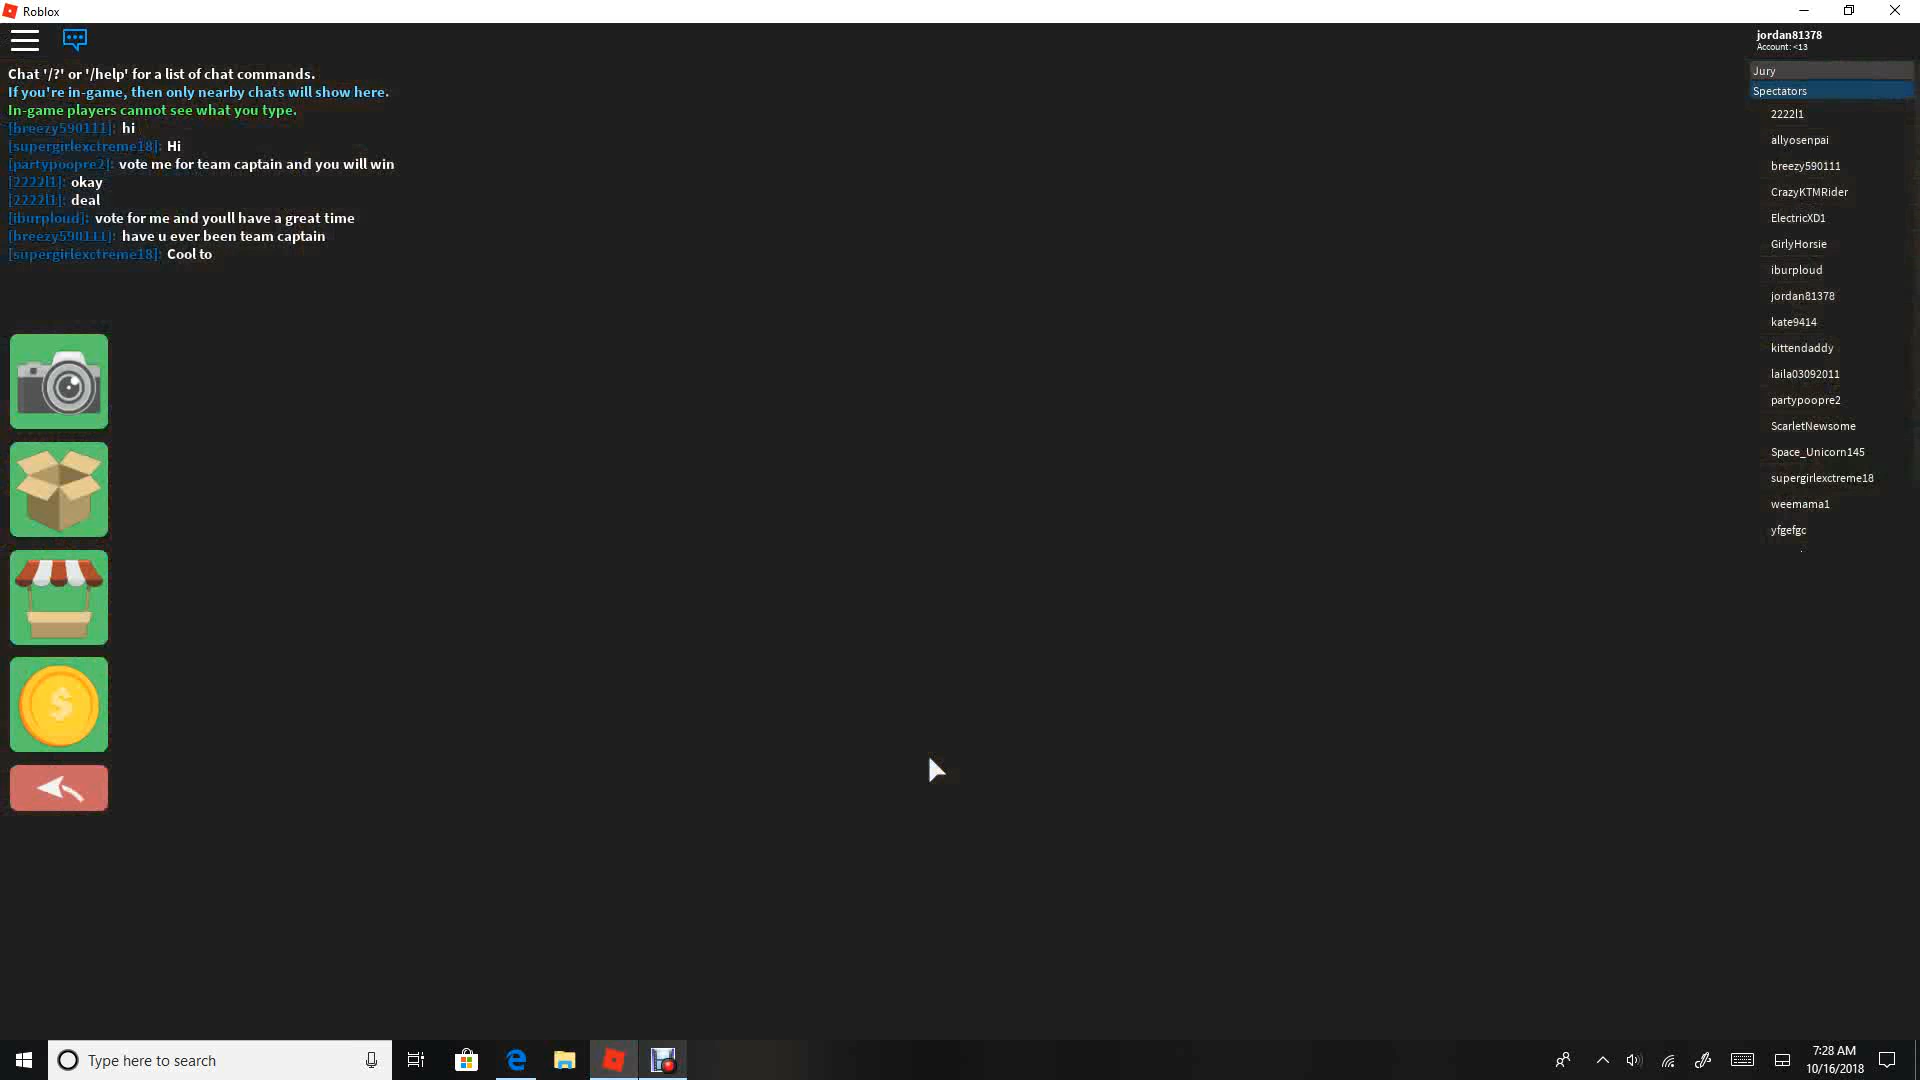 Roblox
Chat '/?' or '/help' for a list of chat commands.
If you're in-game, then only nearby chats will show here.
In-game players cannot see what you type.
[breezy590111]: hi
[supergirlexctreme18]: Hi
[partypoopre2]: vote me for team captain and you will win
[2222l1]: okay
[2222l1]: deal
[iburploud]: vote for me and youll have a great time
[breezy590111]: have u ever been team captain
[supergirlexctreme18]: Cool to
jordan81378
Account: <13
Jury
Spectators
2222l1
allyosenpai
breezy590111
CrazyKTMRider
ElectricXD1
GirlyHorsie
iburploud
jordan81378
kate9414
kittendaddy
laila03092011
partypoopre2
ScarletNewsome
Space_Unicorn145
supergirlexctreme18
weemama1
yfgefgc
$
Type here to search
7:28 AM
10/16/2018